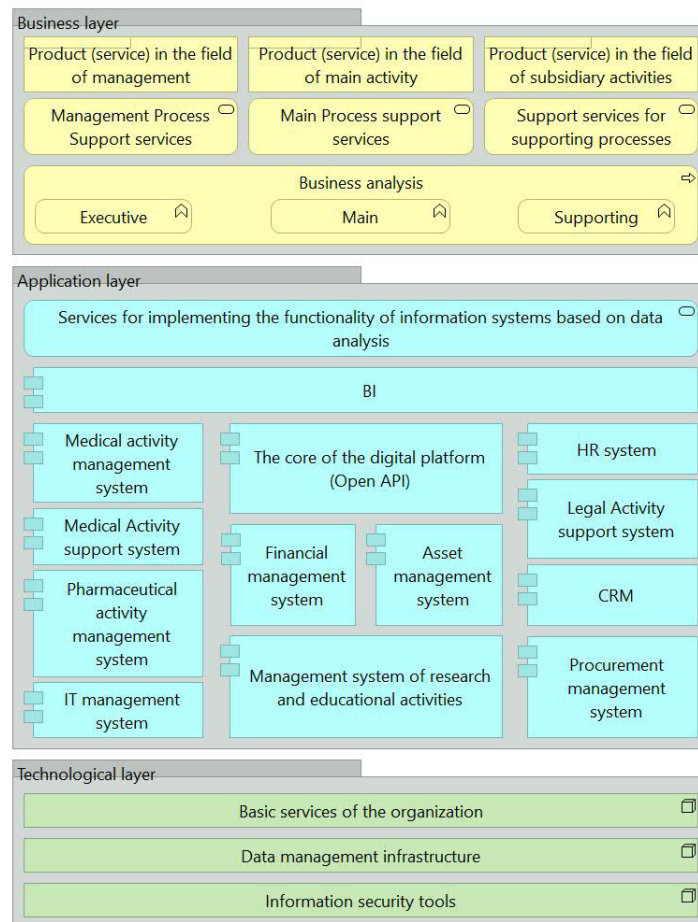 Business layer
Product (service) in the field
of management
Product (service) in the field
of main activity
Product (service) in the field
of subsidiary activities
Management Process
Support services
Main Process support
services
Support services for
supporting processes
Business analysis
Executive
Main
Supporting
Application layer
Services for implementing the functionality of information systems based on data
analysis
BI
Medical activity
management
system
Medical Activity
support system
Pharmaceutical
activity
management
system
IT management
system
The core of the digital platform
(Open API)
Financial
management
system
Asset
management
system
Management system of research
and educational activities
HR system
Legal Activity
support system
CRM
Procurement
management
system
Technological layer
Basic services of the organization
Data management infrastructure
Information security tools